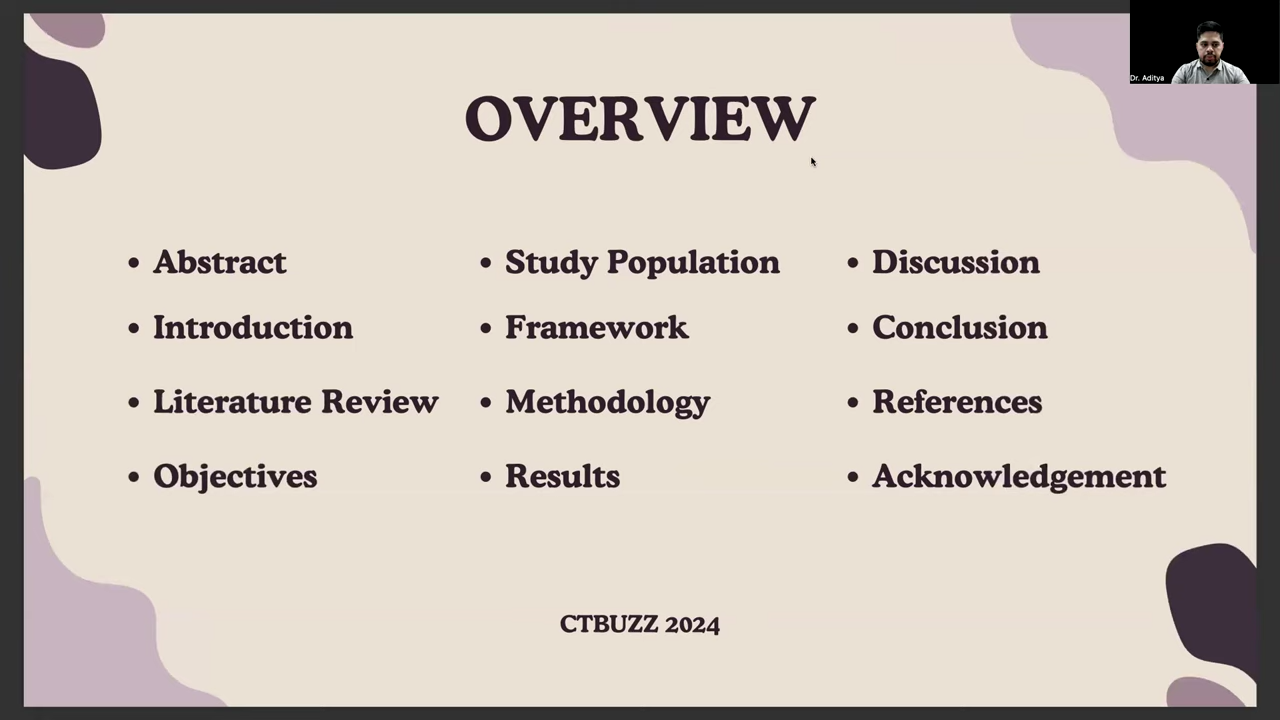 Dr. Aditya
OVERVIEW
• Abstract
• Introduction
• Literature Review
• Objectives
• Study Population
• Framework
• Methodology
• Results
• Discussion
• Conclusion
• References
• Acknowledgement
CTBUZZ 2024